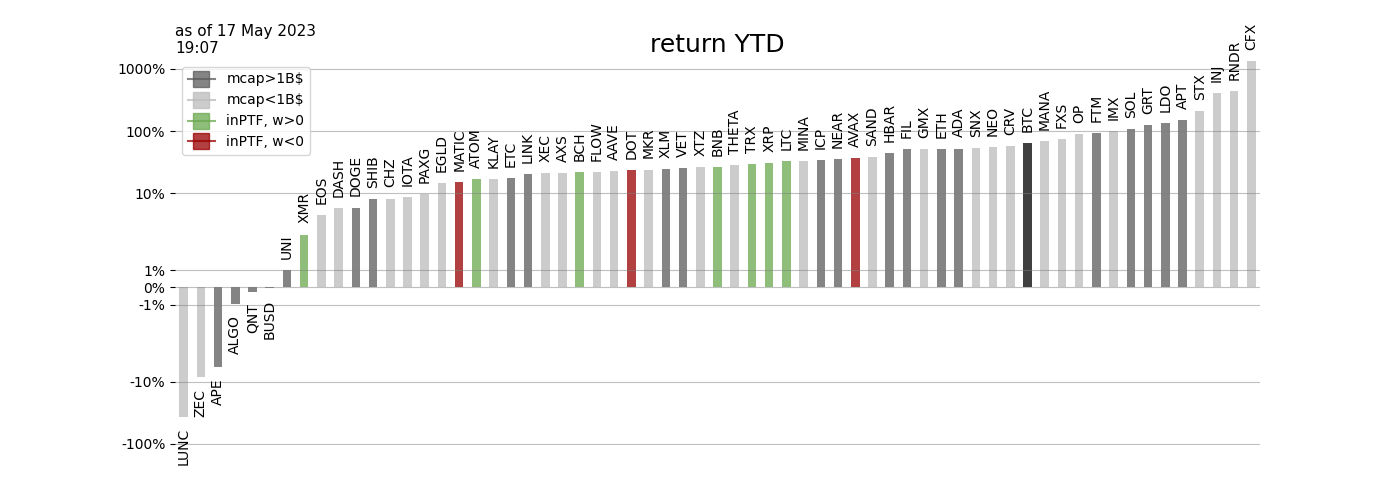 as of 17 May 2023
19:07
return YTD
mcap>1B$
mcap<1B$
inPTF, w>0
inPTF, w<0
1000%
100%
10%
1%
0%
-1%
-10%
-100%
LUNC
ZEC
APE
ALGO
QNT
BUSD
UNI
XMR
EOS
DASH
DOGE
SHIB
CHZ
IOTA
PAXG
EGLD
MATIC
ATOM
KLAY
ETC
LINK
XEC
AXS
BCH
FLOW
AAVE
DOT
MKR
XLM
VET
XTZ
BNB
THETA
TRX
XRP
LTC
MINA
ICP
NEAR
AVAX
SAND
HBAR
FIL
GMX
ETH
ADA
SNX
NEO
CRV
BTC
MANA
FXS
OP
FTM
IMX
SOL
GRT
LDO
APT
STX
INJ
RNDR
CFX